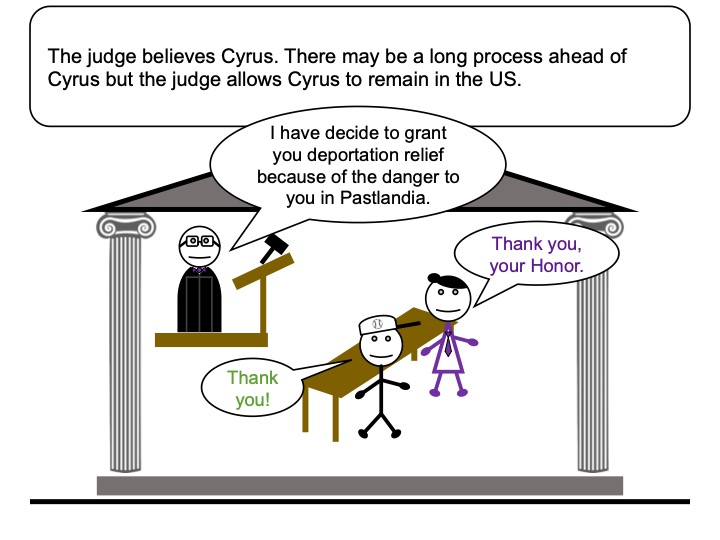 The judge believes Cyrus. There may be a long process ahead of
Cyrus but the judge allows Cyrus to remain in the US.
I have decide to grant
you deportation relief
because of the danger to
you in Pastlandia.
Thank you,
your Honor.
Thank
you!